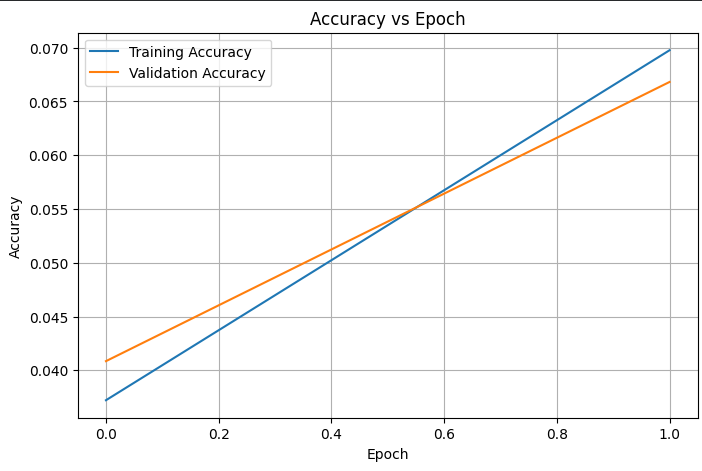 Accuracy vs Epoch
Training Accuracy
Validation Accuracy
0.070
0.065
0.060
0.055
0.050
0.045
0.040
Accuracy
0.0 0.2 0.4 0.6 0.8 1.0
Epoch